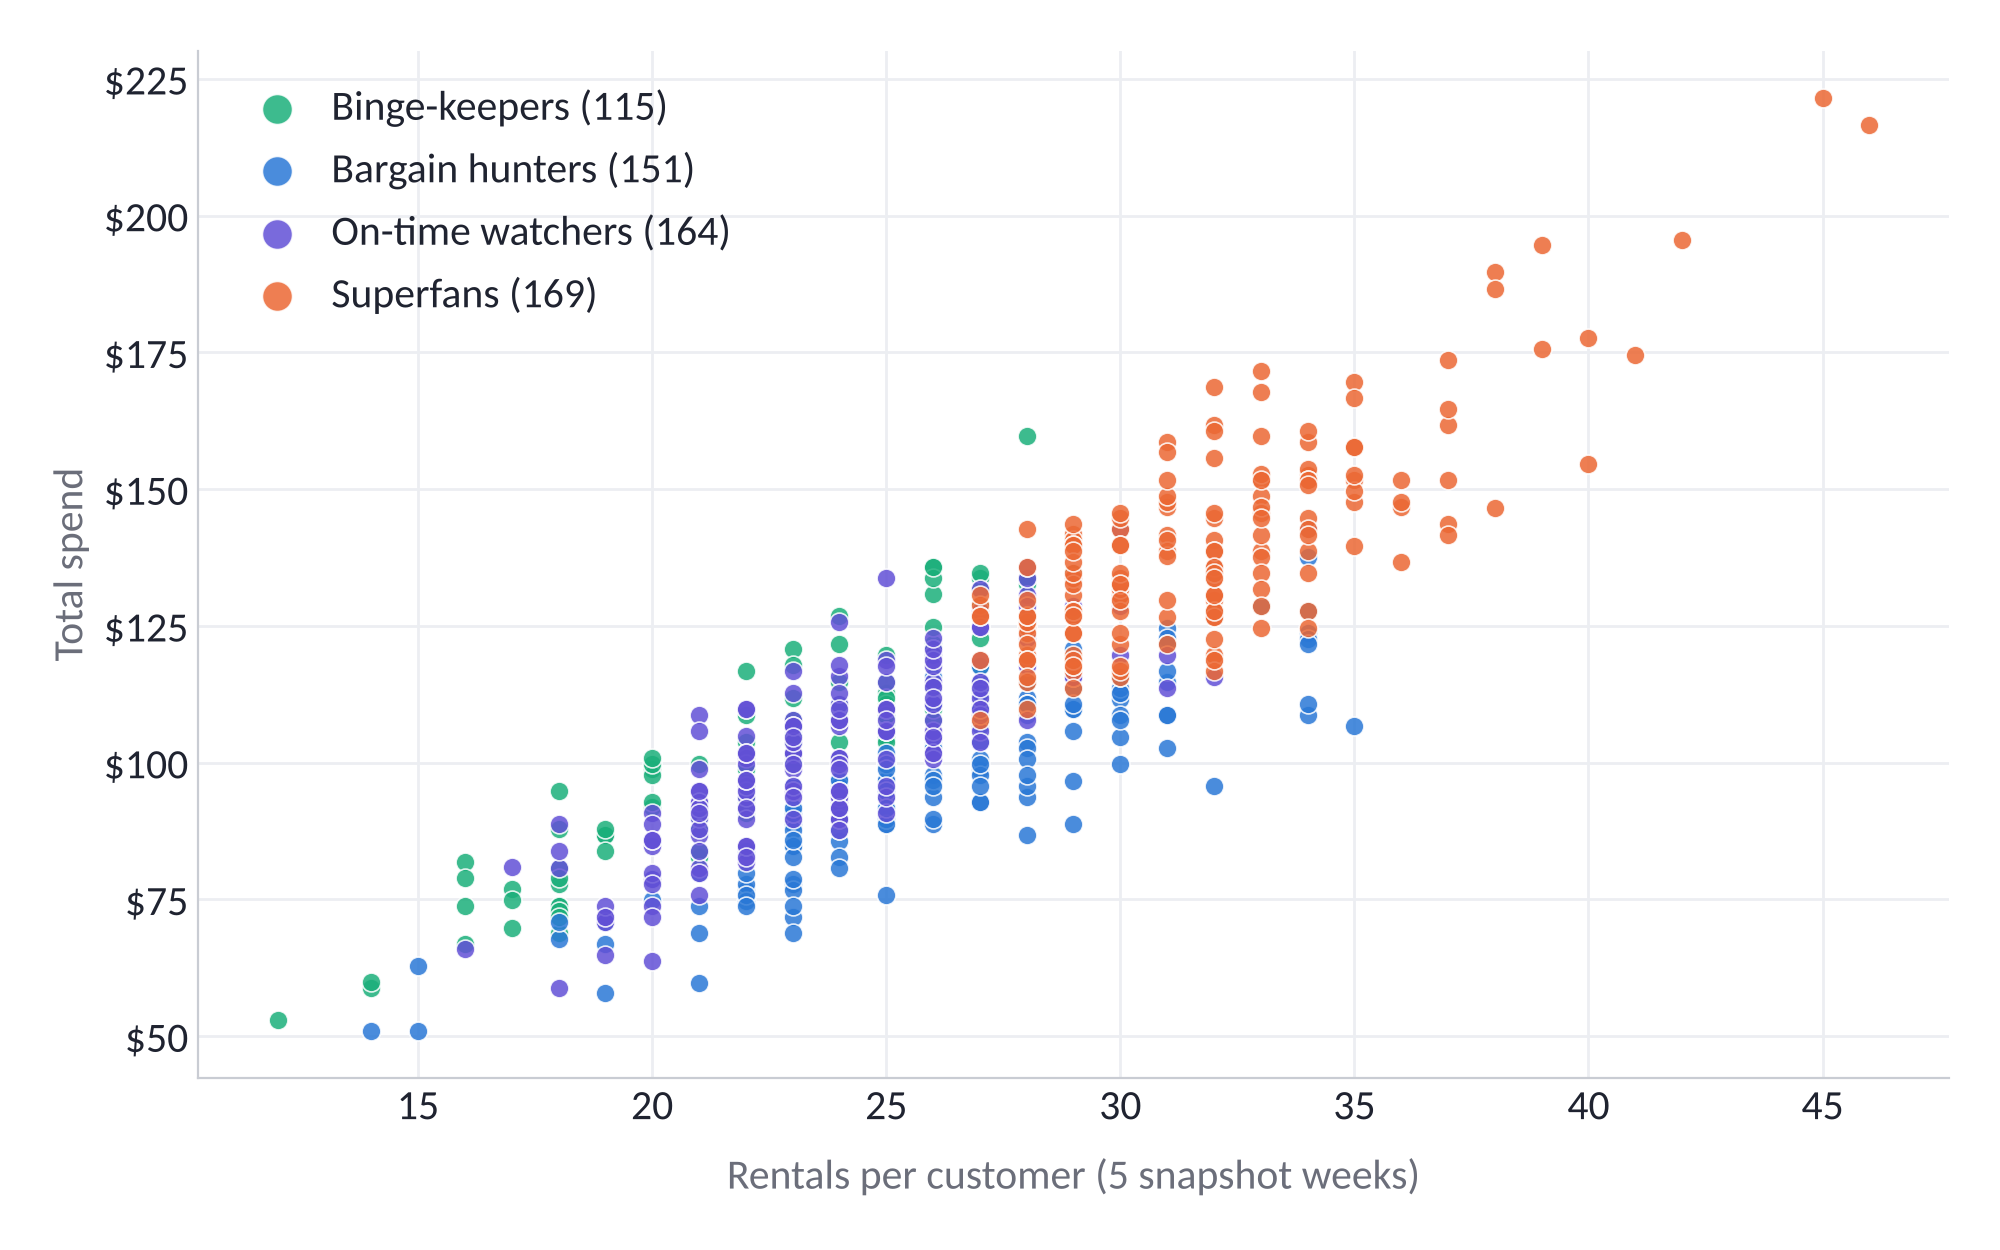 $225
$200
$175
$150
$125
$100
$75
$50
Total spend
Binge-keepers (115)
Bargain hunters (151)
On-time watchers (164)
Superfans (169)
15 20 25 30 35 40 45
Rentals per customer (5 snapshot weeks)